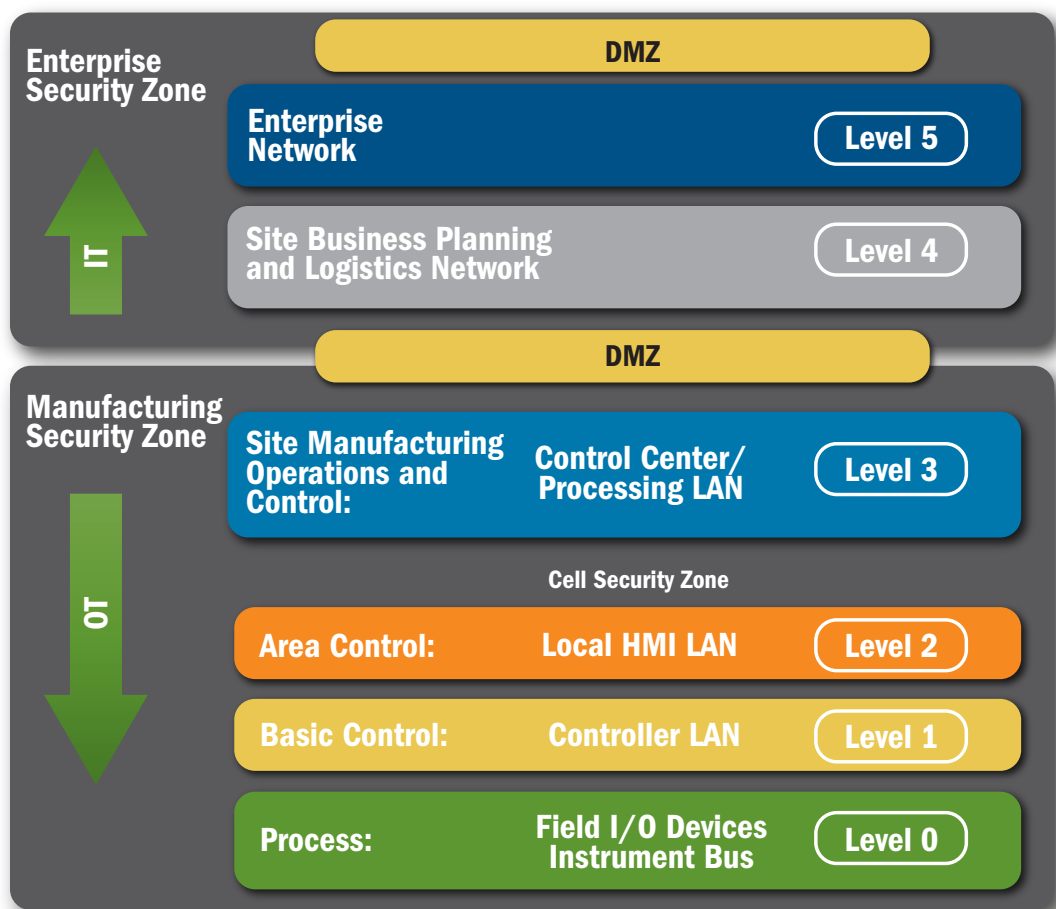 DMZ
Enterprise
Security Zone
Enterprise
Network
Level 5
IT
Site Business Planning
and Logistics Network
Level 4
DMZ
Manufacturing
Security Zone
Site Manufacturing
Operations and
Control:
Control Center/
Processing LAN
Level 3
OT
Cell Security Zone
Area Control:
Local HMI LAN
Level 2
Basic Control:
Controller LAN
Level 1
Process:
Field I/O Devices
Instrument Bus
Level 0